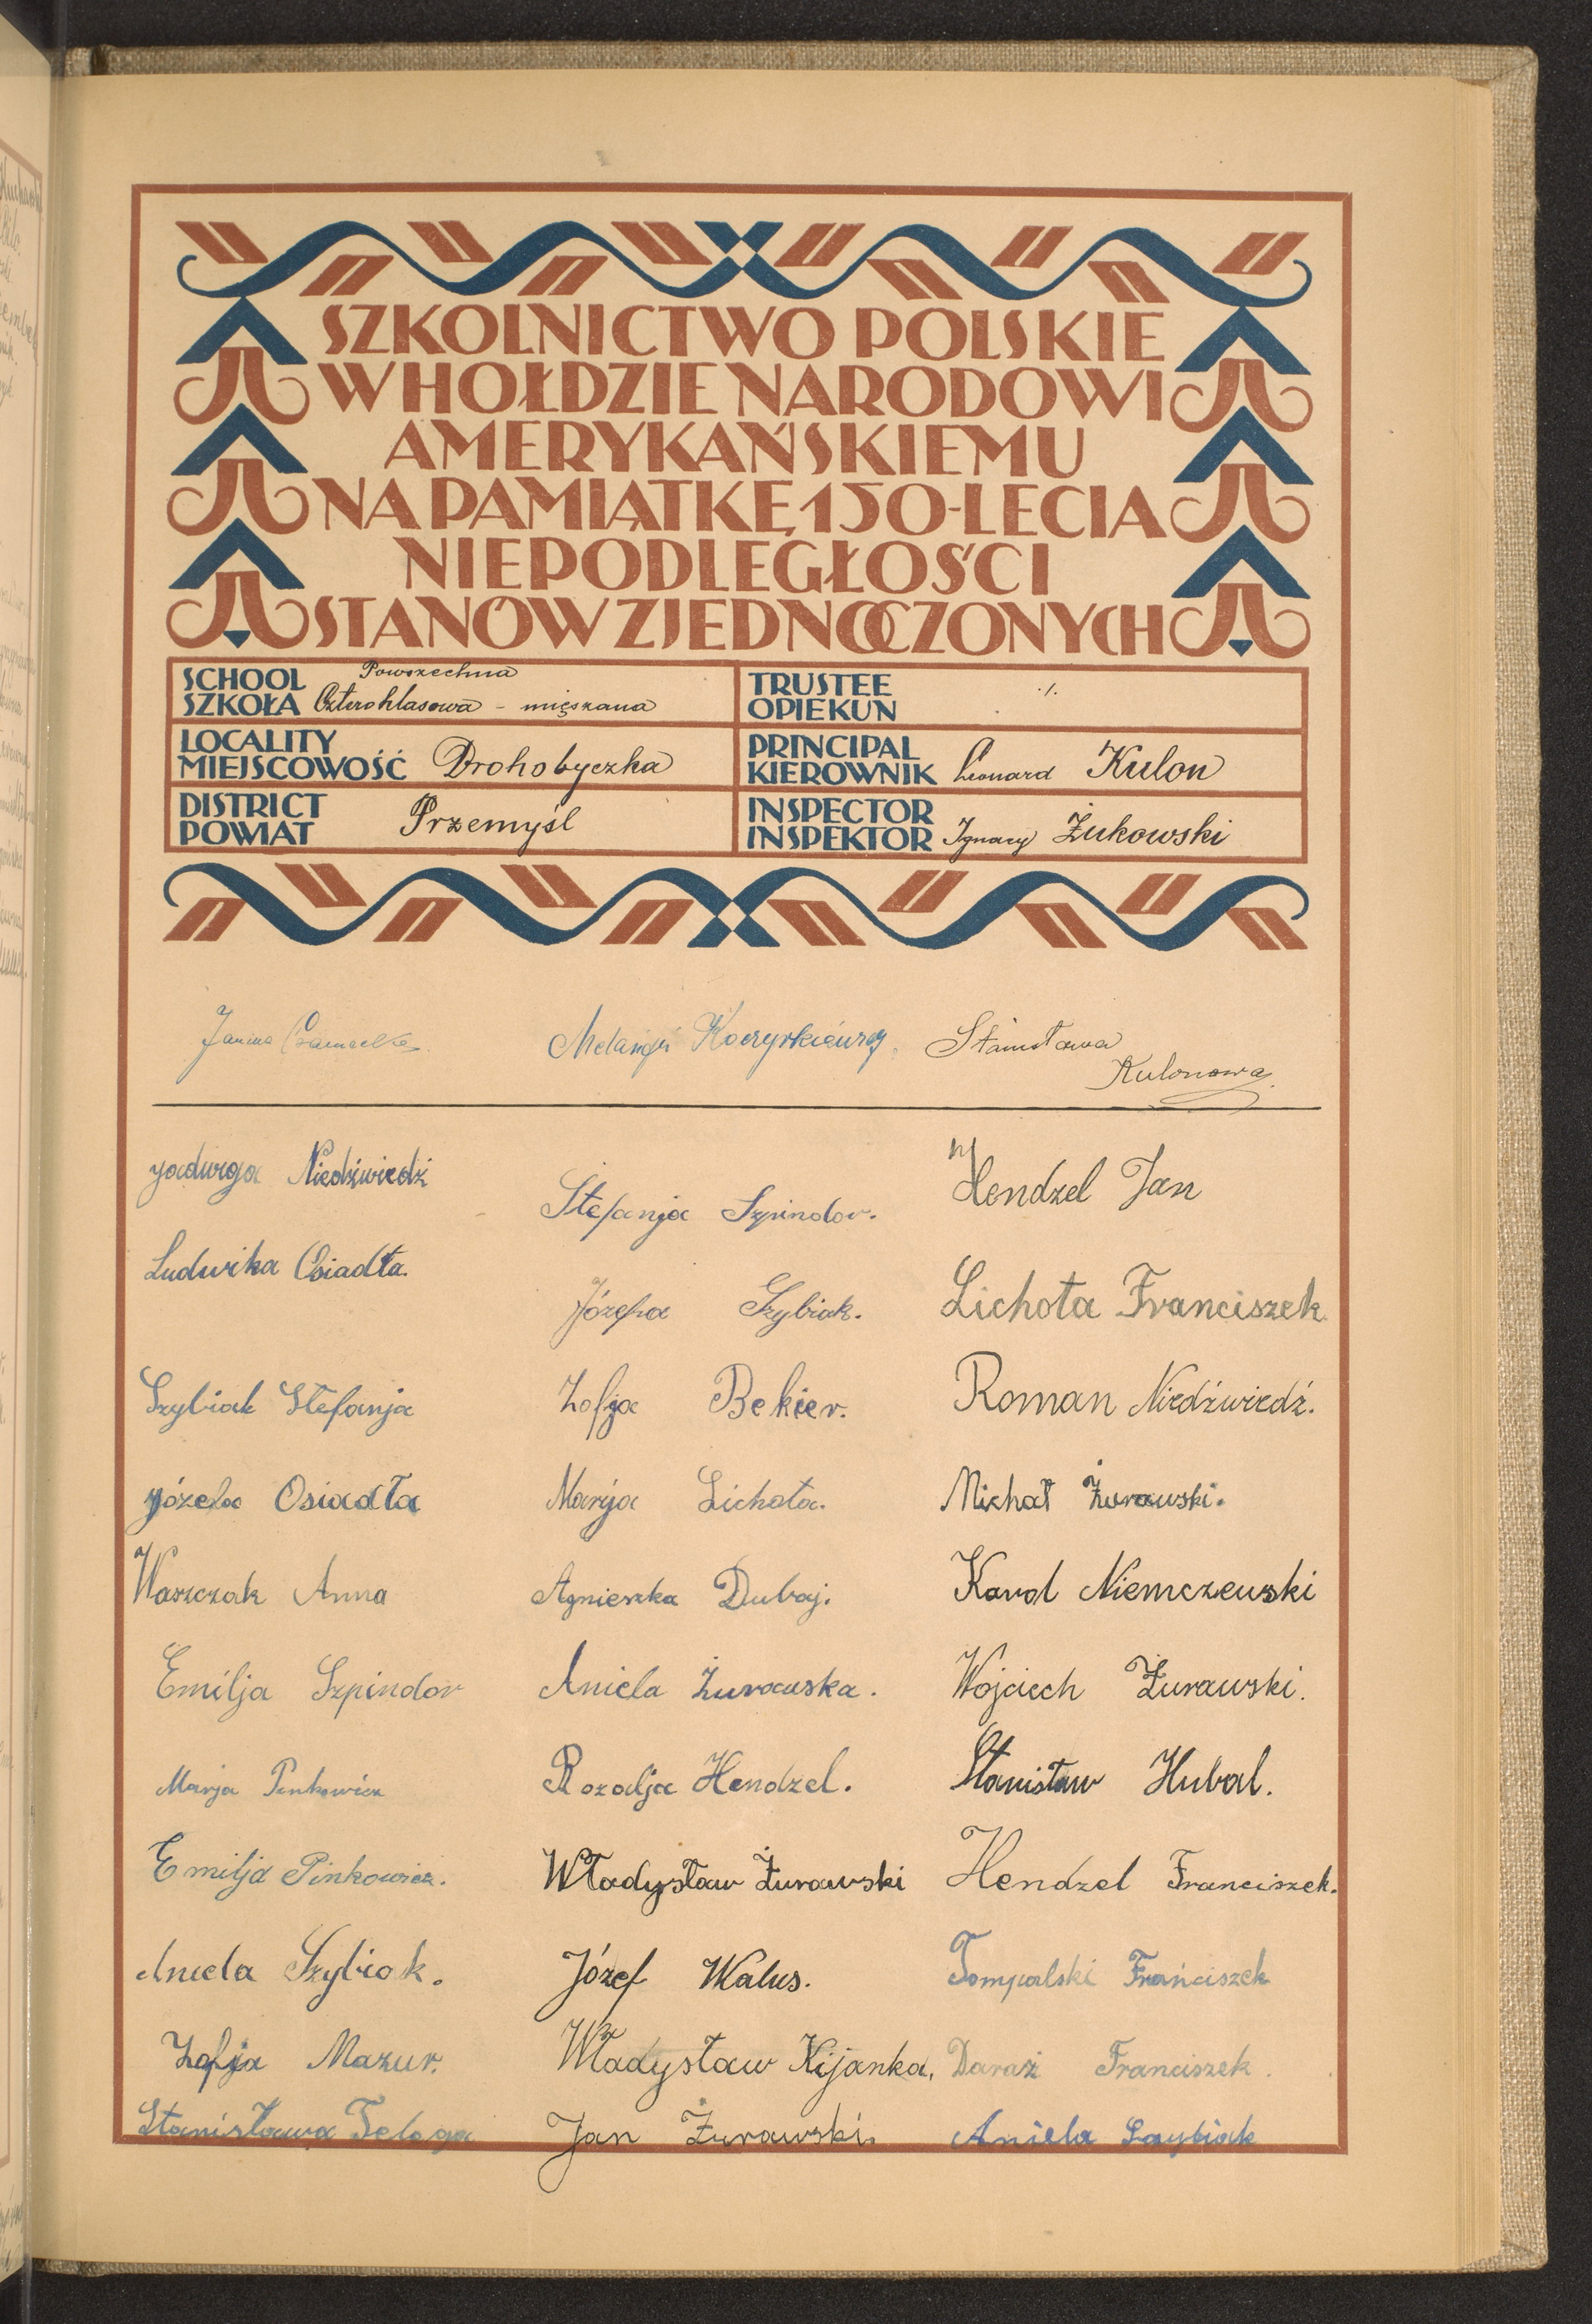 SZKOLNICTWO POLSKIE
W HOŁDZIE NARODOWI
AMERYKAŃSKIEMU
NA PAMIĄTKĘ 150-LECIA
NIEPODLEGŁOŚCI
STANÓW ZJEDNOCZONYCH
SCHOOL Powszechna
SZKOŁA Czteroklasowa - mięszana
TRUSTEE ./.
OPIEKUN
LOCALITY
MIEJSCOWOŚĆ Drohobyczka
PRINCIPAL
KIEROWNIK Leonard Kulon
DISTRICT
POWIAT Przemyśl
INSPECTOR
INSPEKTOR Ignacy Żukowski
Janina
Stanisława
Kulonowa
Jadwiga Niedźwiedź
Ludwika Osiadła.
Szybiak Stefanja
Józefa Osiadła
Waszczak Anna
Emilja Szpindor
Marja Pinkowicz
Emilja Pinkowicz.
Aniela Szybiak.
Zofja Mazur.
Stanisława Teloga
Stefanja Szpindor.
Józefa Szybiak.
Zofja Bekier.
Marja Lichota.
Agnieszka Dubaj.
Aniela Żurawska.
Rozalja Hendzel.
Władysław Żurawski
Józef Walus.
Władysław Kijanka.
Jan Żurawski.
Hendzel Jan
Lichota Franciszek
Roman Niedźwiedź.
Michał Żurawski.
Karol Niemczewski
Wojciech Żurawski.
Stanisław Hubal.
Hendzel Franciszek.
Tompalski Franciszek
Daraż Franciszek.
Aniela Szybiak